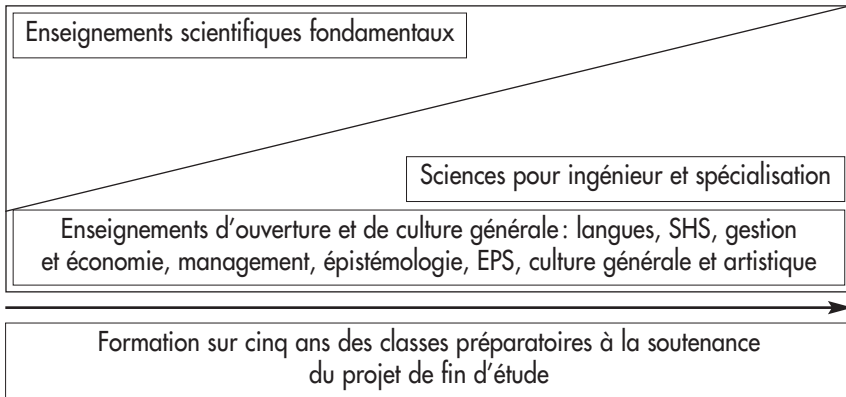 Enseignements scientifiques fondamentaux
Sciences pour ingénieur et spécialisation
Enseignements d’ouverture et de culture générale : langues, SHS, gestion
et économie, management, épistémologie, EPS, culture générale et artistique
Formation sur cinq ans des classes préparatoires à la soutenance
du projet de fin d’étude